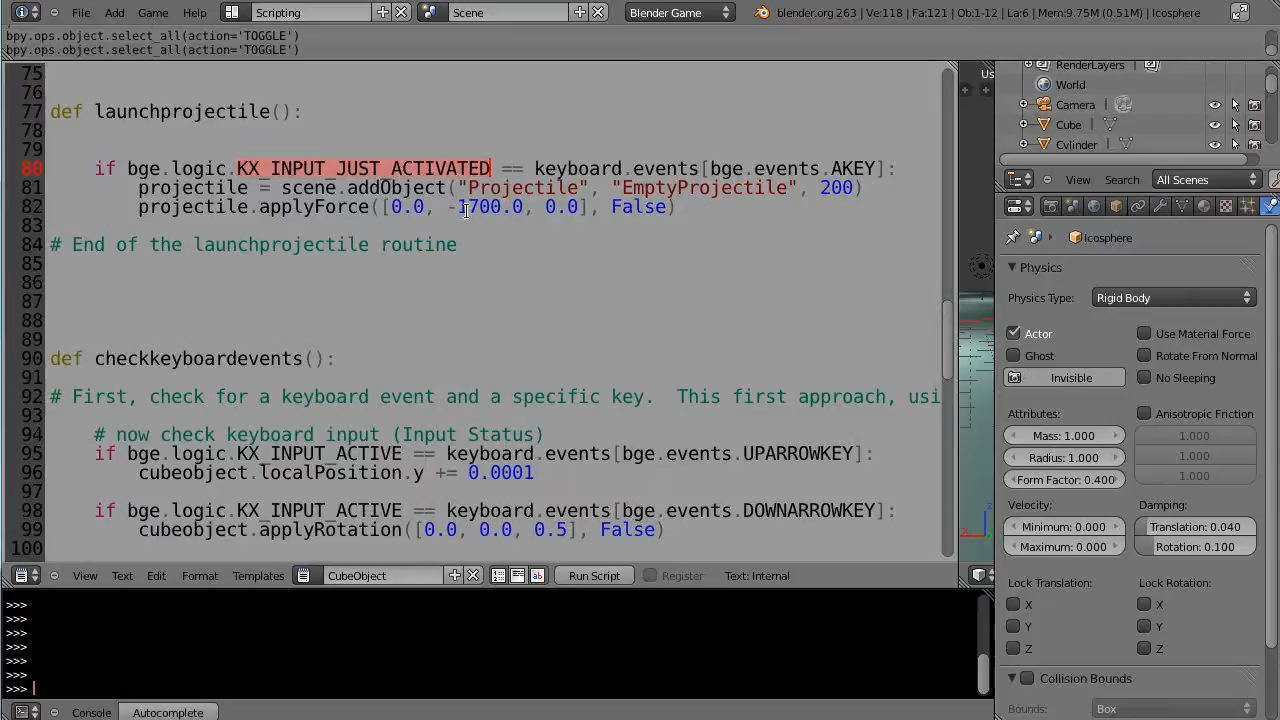 File Add Game Help Scripting Scene Blender Game blender.org 263 | Ve:118 | Fa:121 | Ob:1-12 | La:6 | Mem:9.75M (0.51M) | Icosphere
bpy.ops.object.select_all(action='TOGGLE')
bpy.ops.object.select_all(action='TOGGLE')
75
76
77 def launchprojectile():
78
79
80 if bge.logic.KX_INPUT_JUST_ACTIVATED == keyboard.events[bge.events.AKEY]:
81 projectile = scene.addObject("Projectile", "EmptyProjectile", 200)
82 projectile.applyForce([0.0, -1700.0, 0.0], False)
83
84 # End of the launchprojectile routine
85
86
87
88
89
90 def checkkeyboardevents():
91
92 # First, check for a keyboard event and a specific key.  This first approach, usi
93
94 # now check keyboard input (Input Status)
95 if bge.logic.KX_INPUT_ACTIVE == keyboard.events[bge.events.UPARROWKEY]:
96 cubeobject.localPosition.y += 0.0001
97
98 if bge.logic.KX_INPUT_ACTIVE == keyboard.events[bge.events.DOWNARROWKEY]:
99 cubeobject.applyRotation([0.0, 0.0, 0.5], False)
100
View Text Edit Format Templates CubeObject Run Script Register Text: Internal
>>>
>>>
>>>
>>>
>>>
>>>
>>>
Console Autocomplete
Us
RenderLayers
World
Camera
Cube
Cylinder
View Search All Scenes
Icosphere
Physics
Physics Type: Rigid Body
Actor Use Material Force
Ghost Rotate From Normal
Invisible No Sleeping
Attributes: Anisotropic Friction
Mass: 1.000 1.000
Radius: 1.000 1.000
Form Factor: 0.400 1.000
Velocity: Damping:
Minimum: 0.000 Translation: 0.040
Maximum: 0.000 Rotation: 0.100
Lock Translation: Lock Rotation:
X X
Y Y
Z Z
Collision Bounds
Bounds: Box